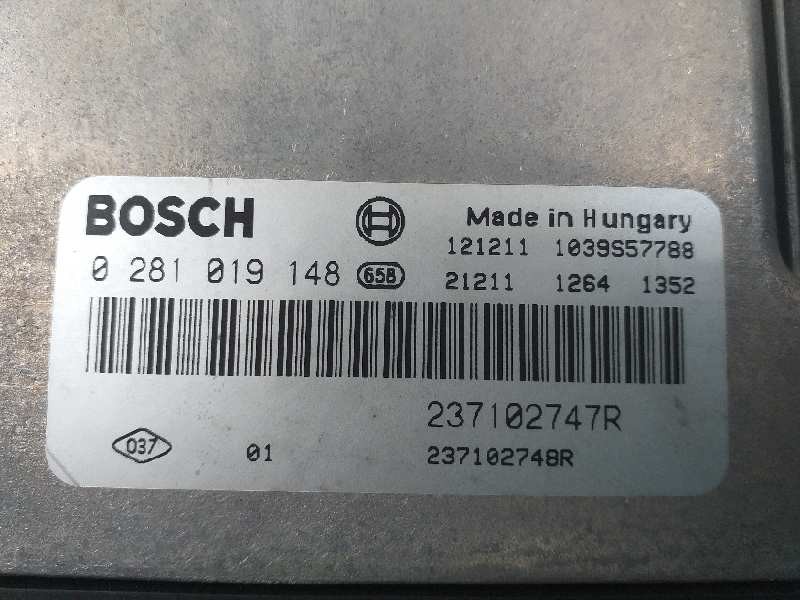 BOSCH
Made in Hungary
121211 1039S57788
0 281 019 148 65B
21211 1264 1352
237102747R
037 01 237102748R